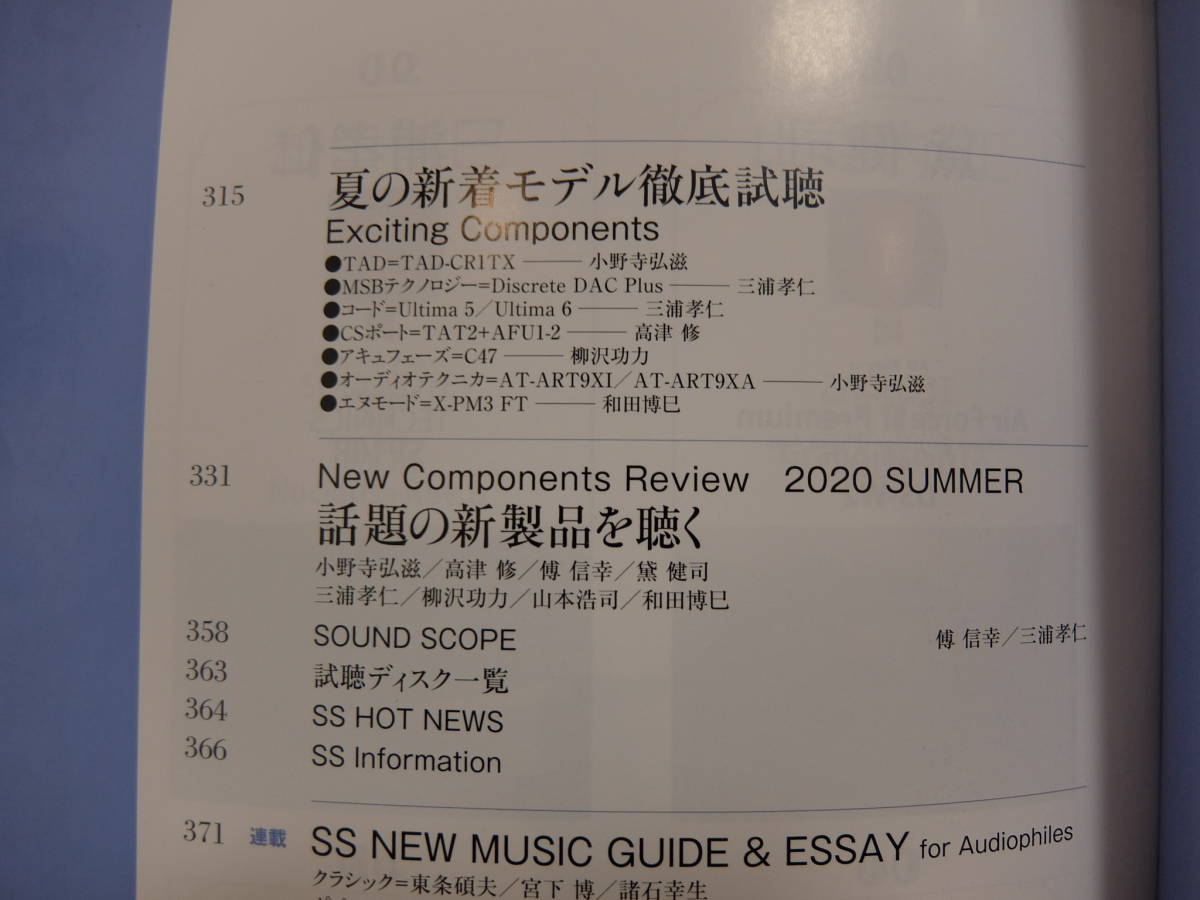 315 夏の新着モデル徹底試聴
Exciting Components
●TAD=TAD-CR1TX ── 小野寺弘滋
●MSBテクノロジー=Discrete DAC Plus ── 三浦孝仁
●コード=Ultima 5／Ultima 6 ── 三浦孝仁
●CSポート=TAT2+AFU1-2 ── 高津 修
●アキュフェーズ=C47 ── 柳沢功力
●オーディオテクニカ=AT-ART9XI／AT-ART9XA ── 小野寺弘滋
●エヌモード=X-PM3 FT ── 和田博巳
331 New Components Review 2020 SUMMER
話題の新製品を聴く
小野寺弘滋／高津 修／傅 信幸／黛 健司
三浦孝仁／柳沢功力／山本浩司／和田博巳
358 SOUND SCOPE 傅 信幸／三浦孝仁
363 試聴ディスク一覧
364 SS HOT NEWS
366 SS Information
371 連載 SS NEW MUSIC GUIDE & ESSAY for Audiophiles
クラシック=東条碩夫／宮下 博／諸石幸生